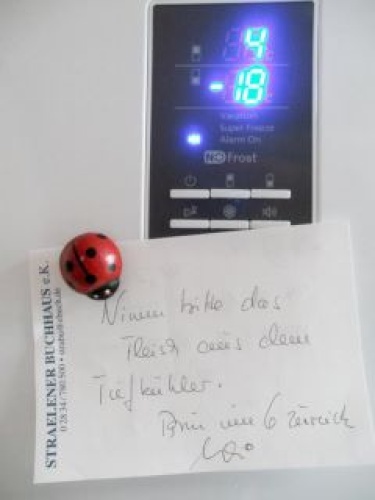 4
-18
Vacation
Super Freeze
Alarm On
NO frost
STRAELENER BUCHHAUS e.K.
Nimm bitte das
Fleisch aus dem
Tiefkühler.
Bin um 6 zurück